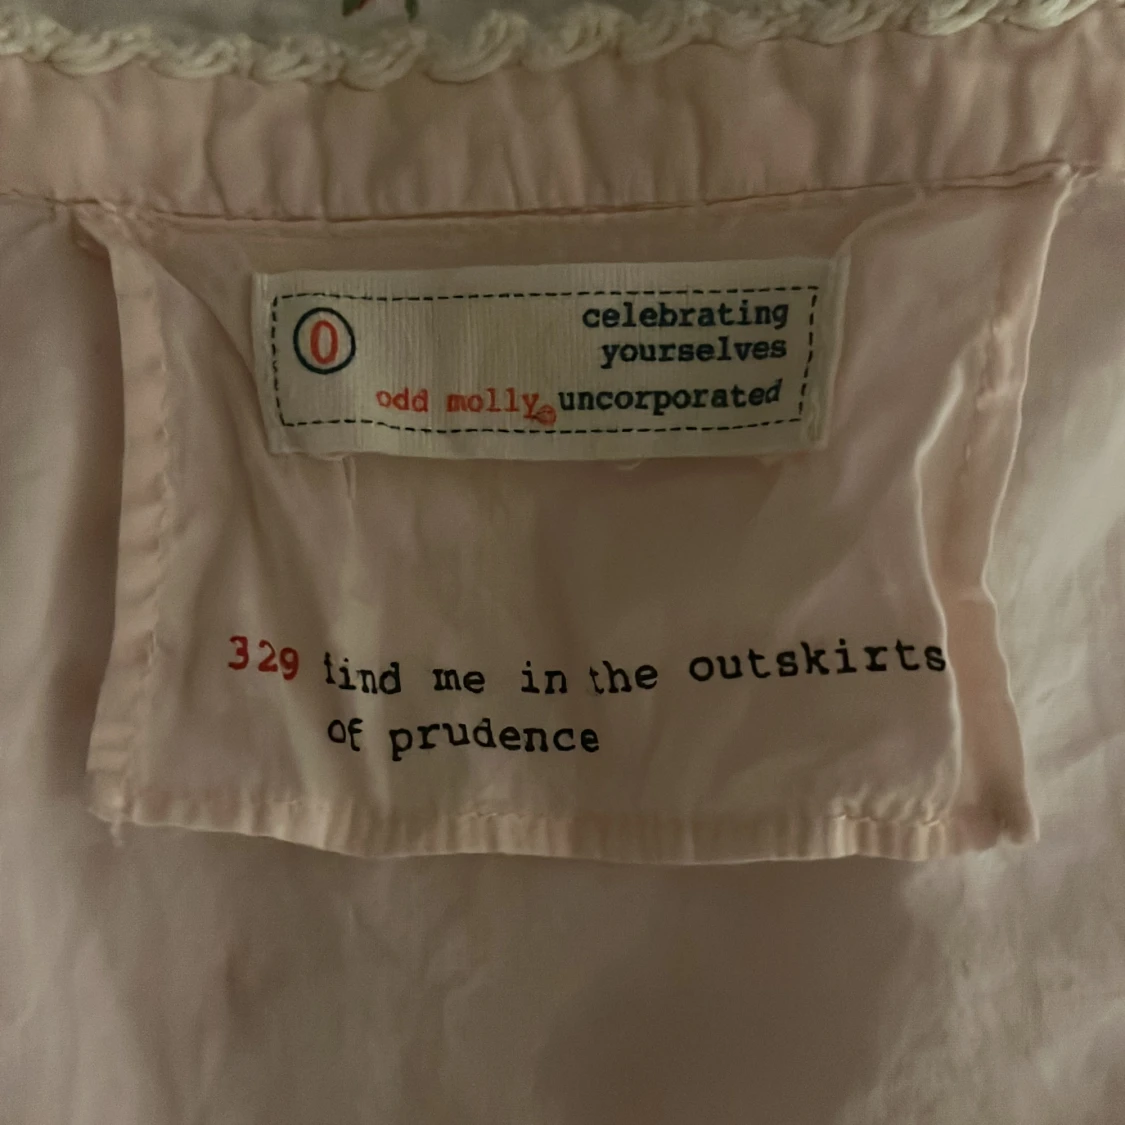 0
celebrating
yourselves
odd molly uncorporated
329 find me in the outskirts
of prudence